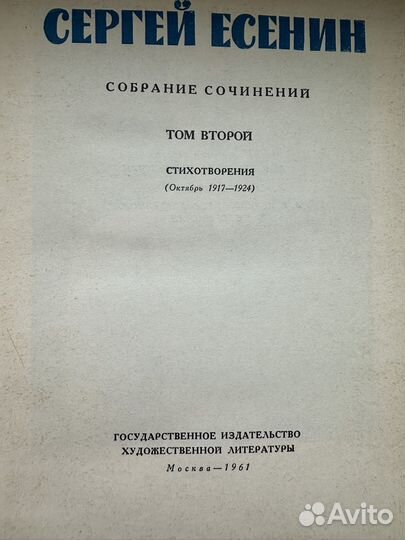 СЕРГЕЙ ЕСЕНИН
СОБРАНИЕ СОЧИНЕНИЙ
ТОМ ВТОРОЙ
СТИХОТВОРЕНИЯ
(Октябрь 1917—1924)
ГОСУДАРСТВЕННОЕ ИЗДАТЕЛЬСТВО
ХУДОЖЕСТВЕННОЙ ЛИТЕРАТУРЫ
Москва—1961
Avito